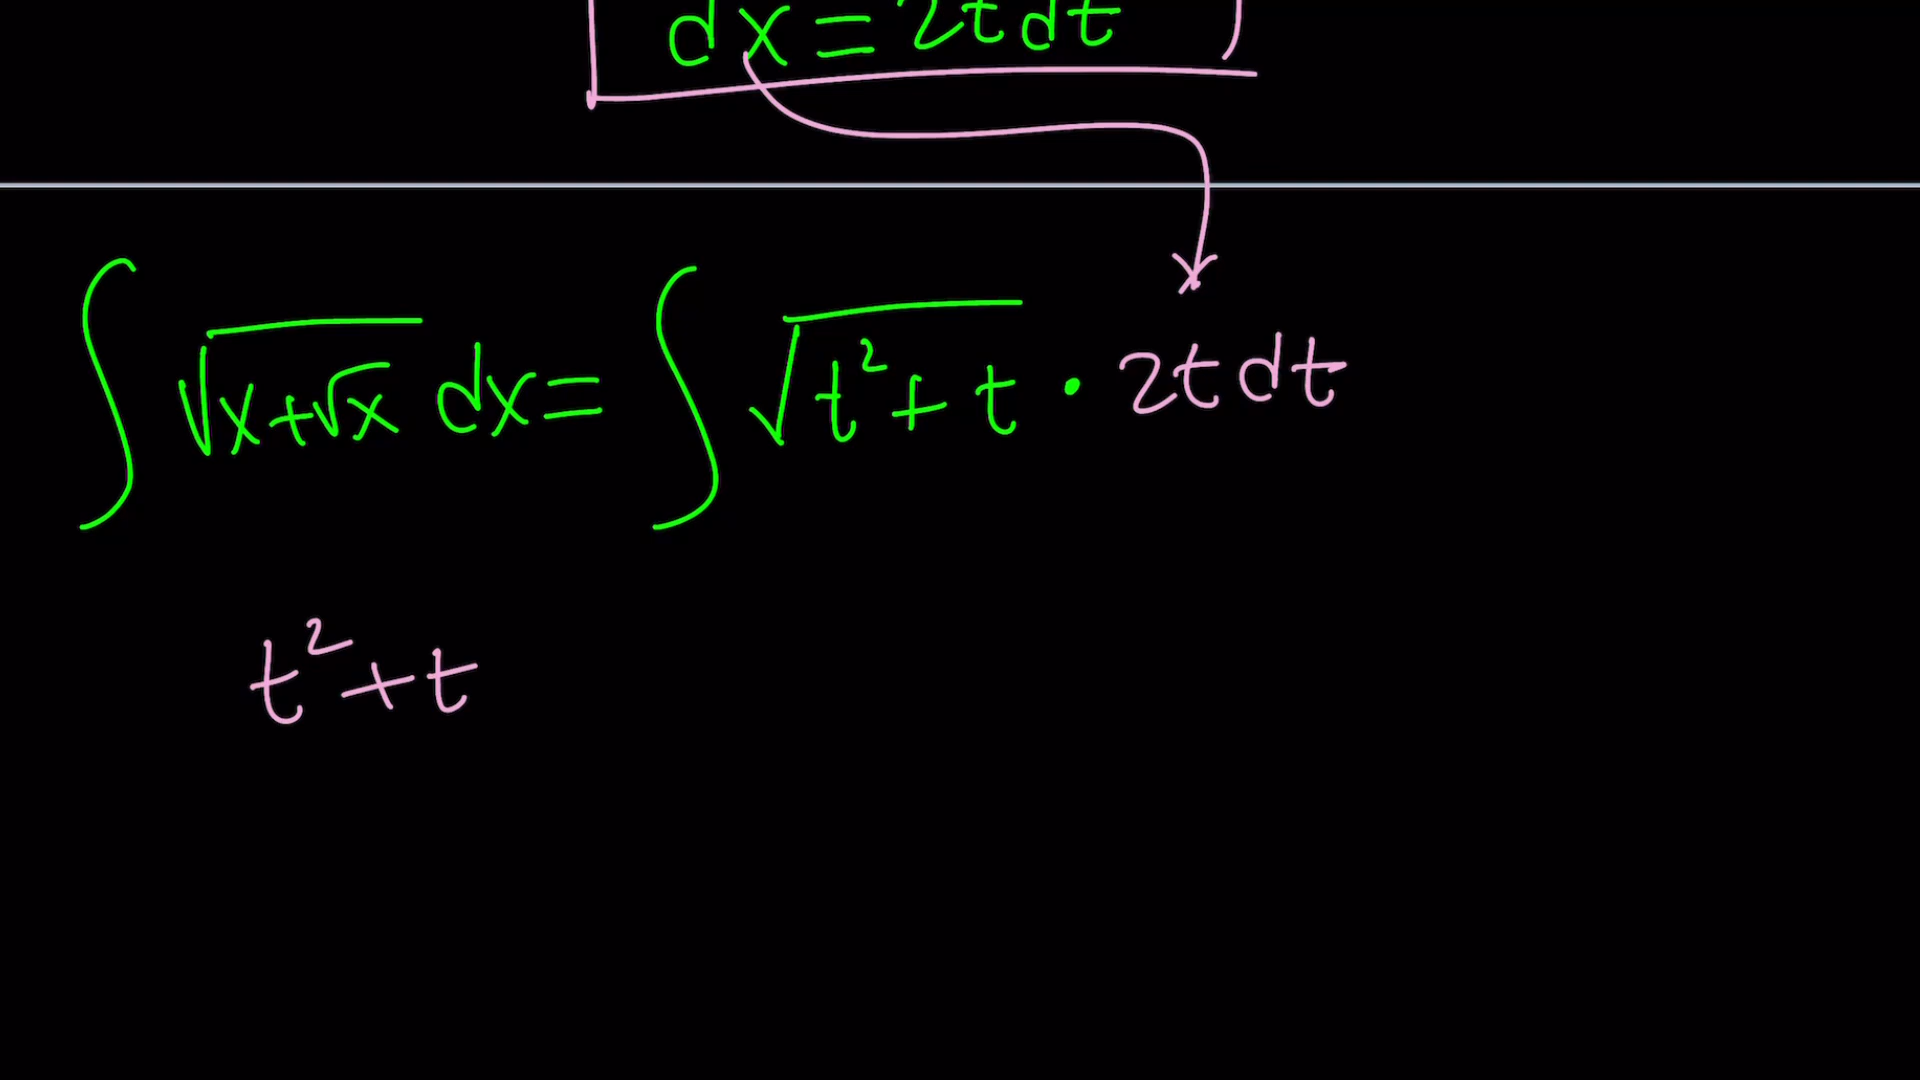 dx = 2t dt
∫ √(x+√x) dx = ∫ √(t²+t) · 2t dt
t²+t